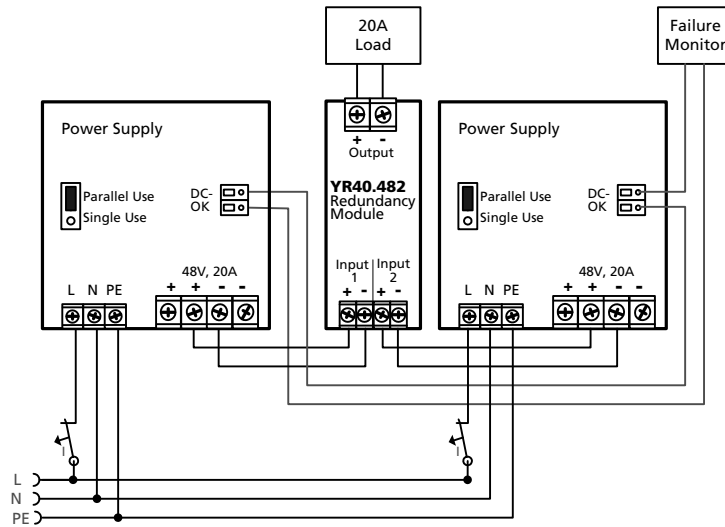 20A
Load
Failure
Monitor
Power Supply
Parallel Use
Single Use
DC-
OK
48V, 20A
+ + - -
L N PE
+ -
Output
YR40.482
Redundancy
Module
Input
1
Input
2
+ - + -
Power Supply
Parallel Use
Single Use
DC-
OK
48V, 20A
+ + - -
L N PE
I
I
L
N
PE